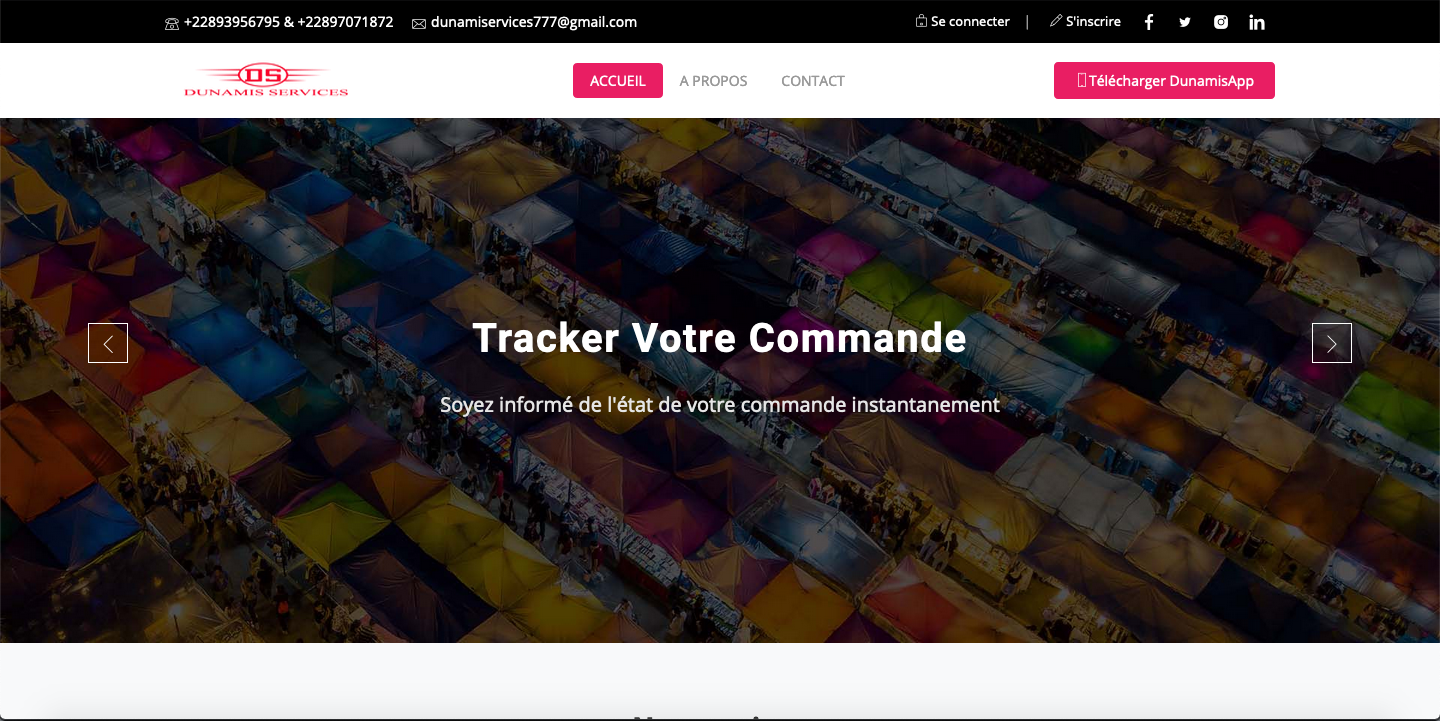 +22893956795 & +22897071872 dunamiservices777@gmail.com Se connecter | S'inscrire
DS
DUNAMIS SERVICES
ACCUEIL A PROPOS CONTACT
Télécharger DunamisApp
Tracker Votre Commande
Soyez informé de l'état de votre commande instantanement